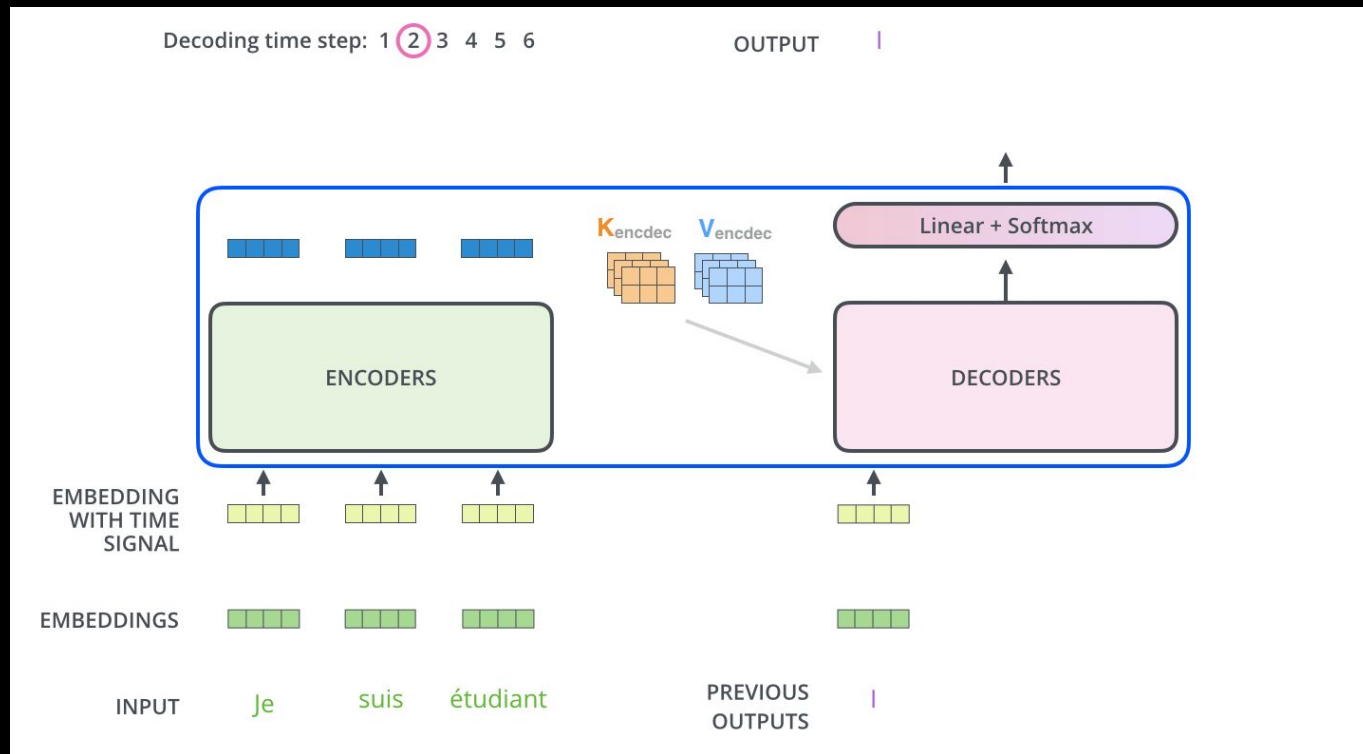 Decoding time step: 1 2 3 4 5 6
OUTPUT I
Kencdec Vencdec
Linear + Softmax
ENCODERS
DECODERS
EMBEDDING
WITH TIME
SIGNAL
EMBEDDINGS
INPUT Je suis étudiant
PREVIOUS
OUTPUTS
I